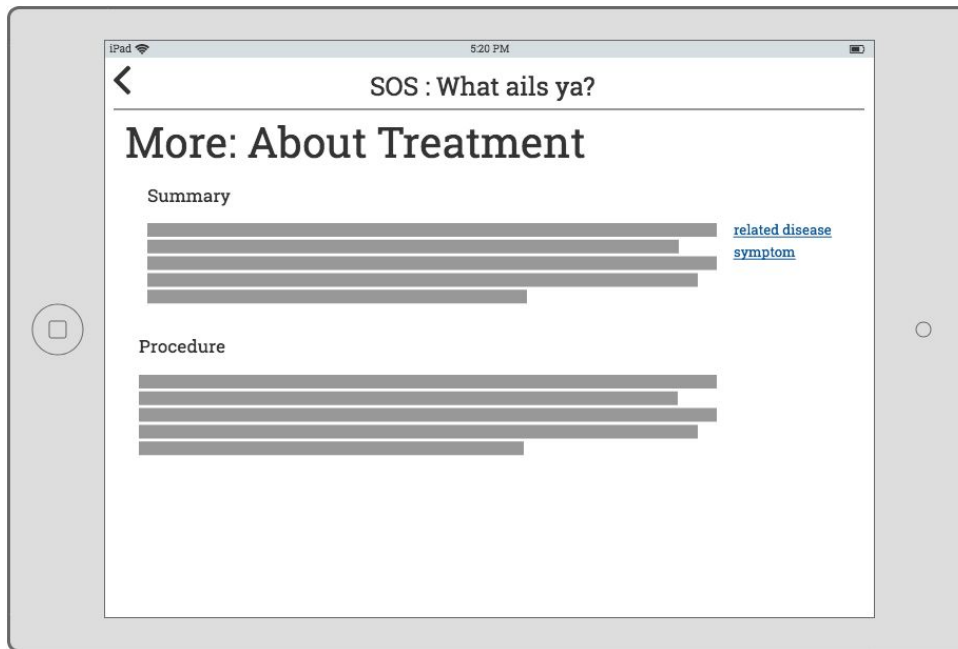 iPad 5:20 PM
SOS : What ails ya?
More: About Treatment
Summary
related disease
symptom
Procedure